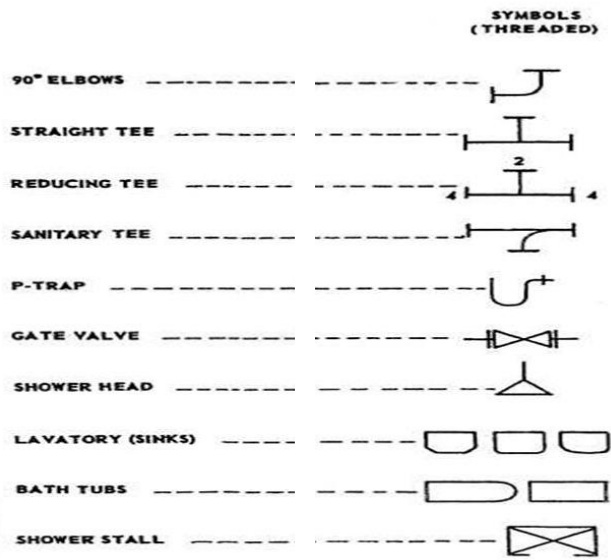 SYMBOLS
(THREADED)
90° ELBOWS
STRAIGHT TEE
2
REDUCING TEE 4 4
SANITARY TEE
P-TRAP
GATE VALVE
SHOWER HEAD
LAVATORY (SINKS)
BATH TUBS
SHOWER STALL